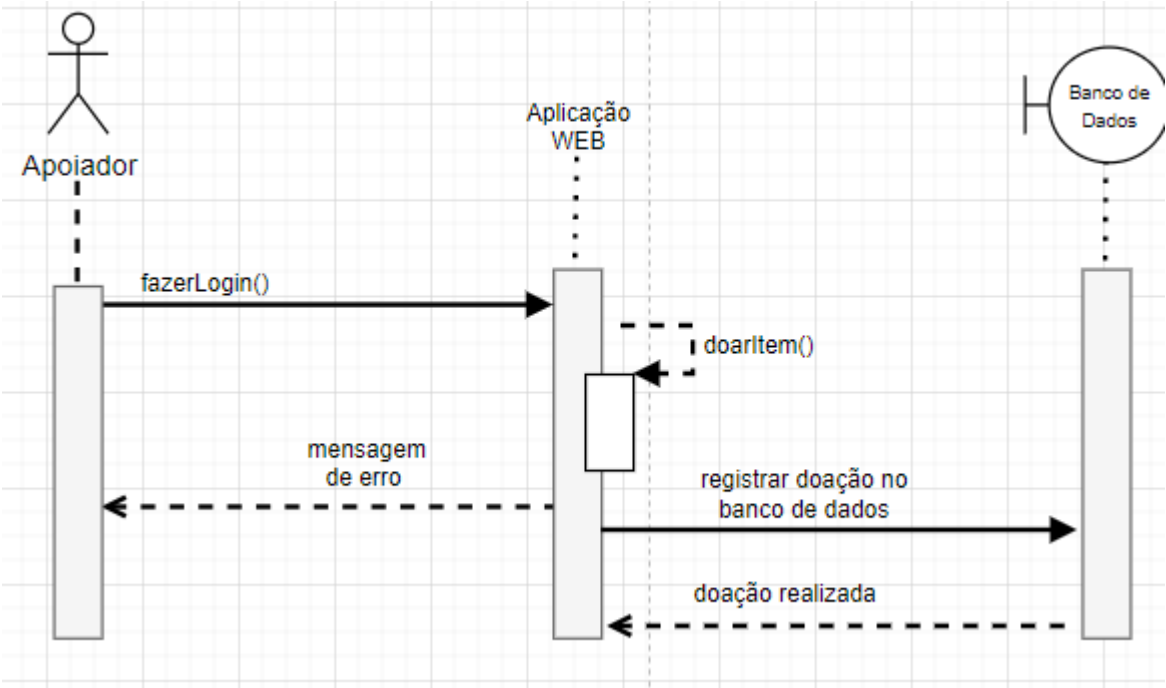 Banco de
Dados
Aplicação
WEB
Apoiador
fazerLogin()
doarItem()
mensagem
de erro
registrar doação no
banco de dados
doação realizada